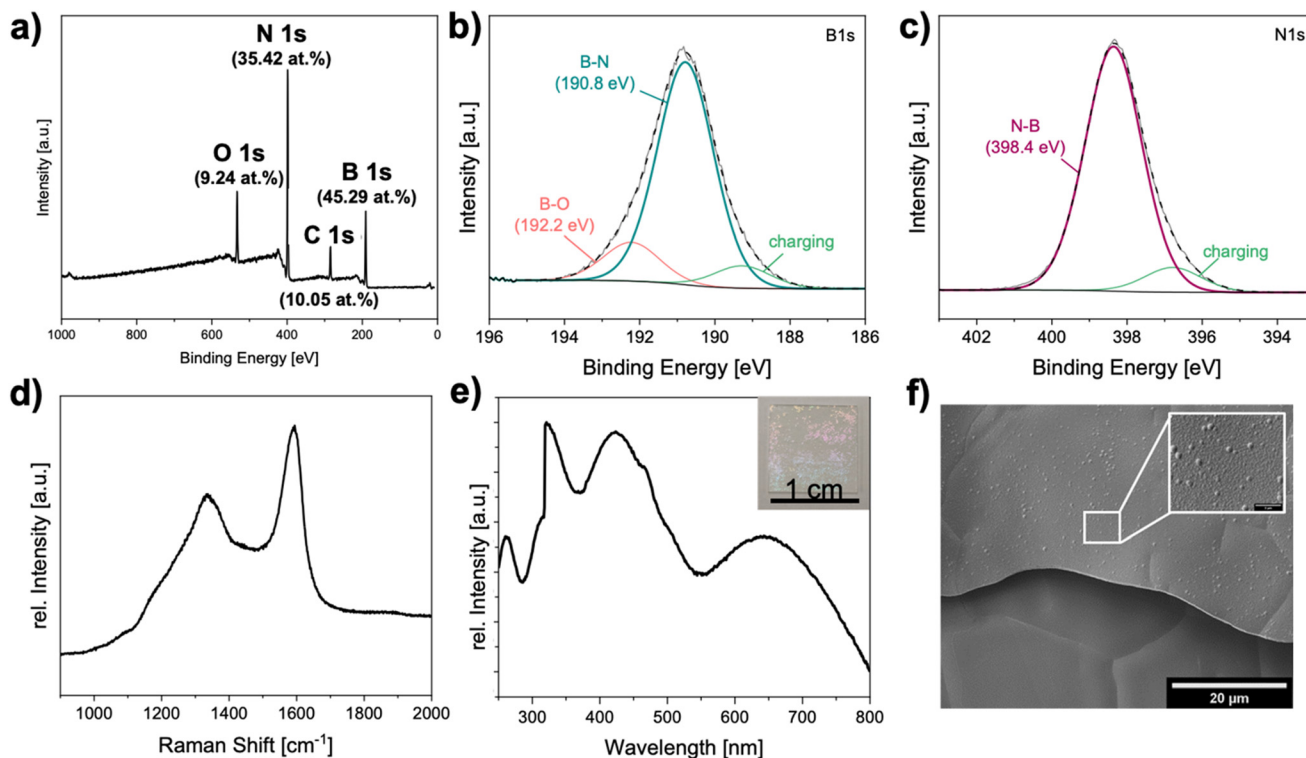 a)
N 1s
(35.42 at.%)
O 1s
(9.24 at.%)
B 1s
(45.29 at.%)
C 1s
(10.05 at.%)
Intensity [a.u.]
1000
800
600
400
200
0
Binding Energy [eV]
b)
B1s
B-N
(190.8 eV)
B-O
(192.2 eV)
charging
Intensity [a.u.]
196
194
192
190
188
186
Binding Energy [eV]
c)
N1s
N-B
(398.4 eV)
charging
Intensity [a.u.]
402
400
398
396
394
Binding Energy [eV]
d)
rel. Intensity [a.u.]
1000
1200
1400
1600
1800
2000
Raman Shift [cm-1]
e)
1 cm
rel. Intensity [a.u.]
300
400
500
600
700
800
Wavelength [nm]
f)
20 µm